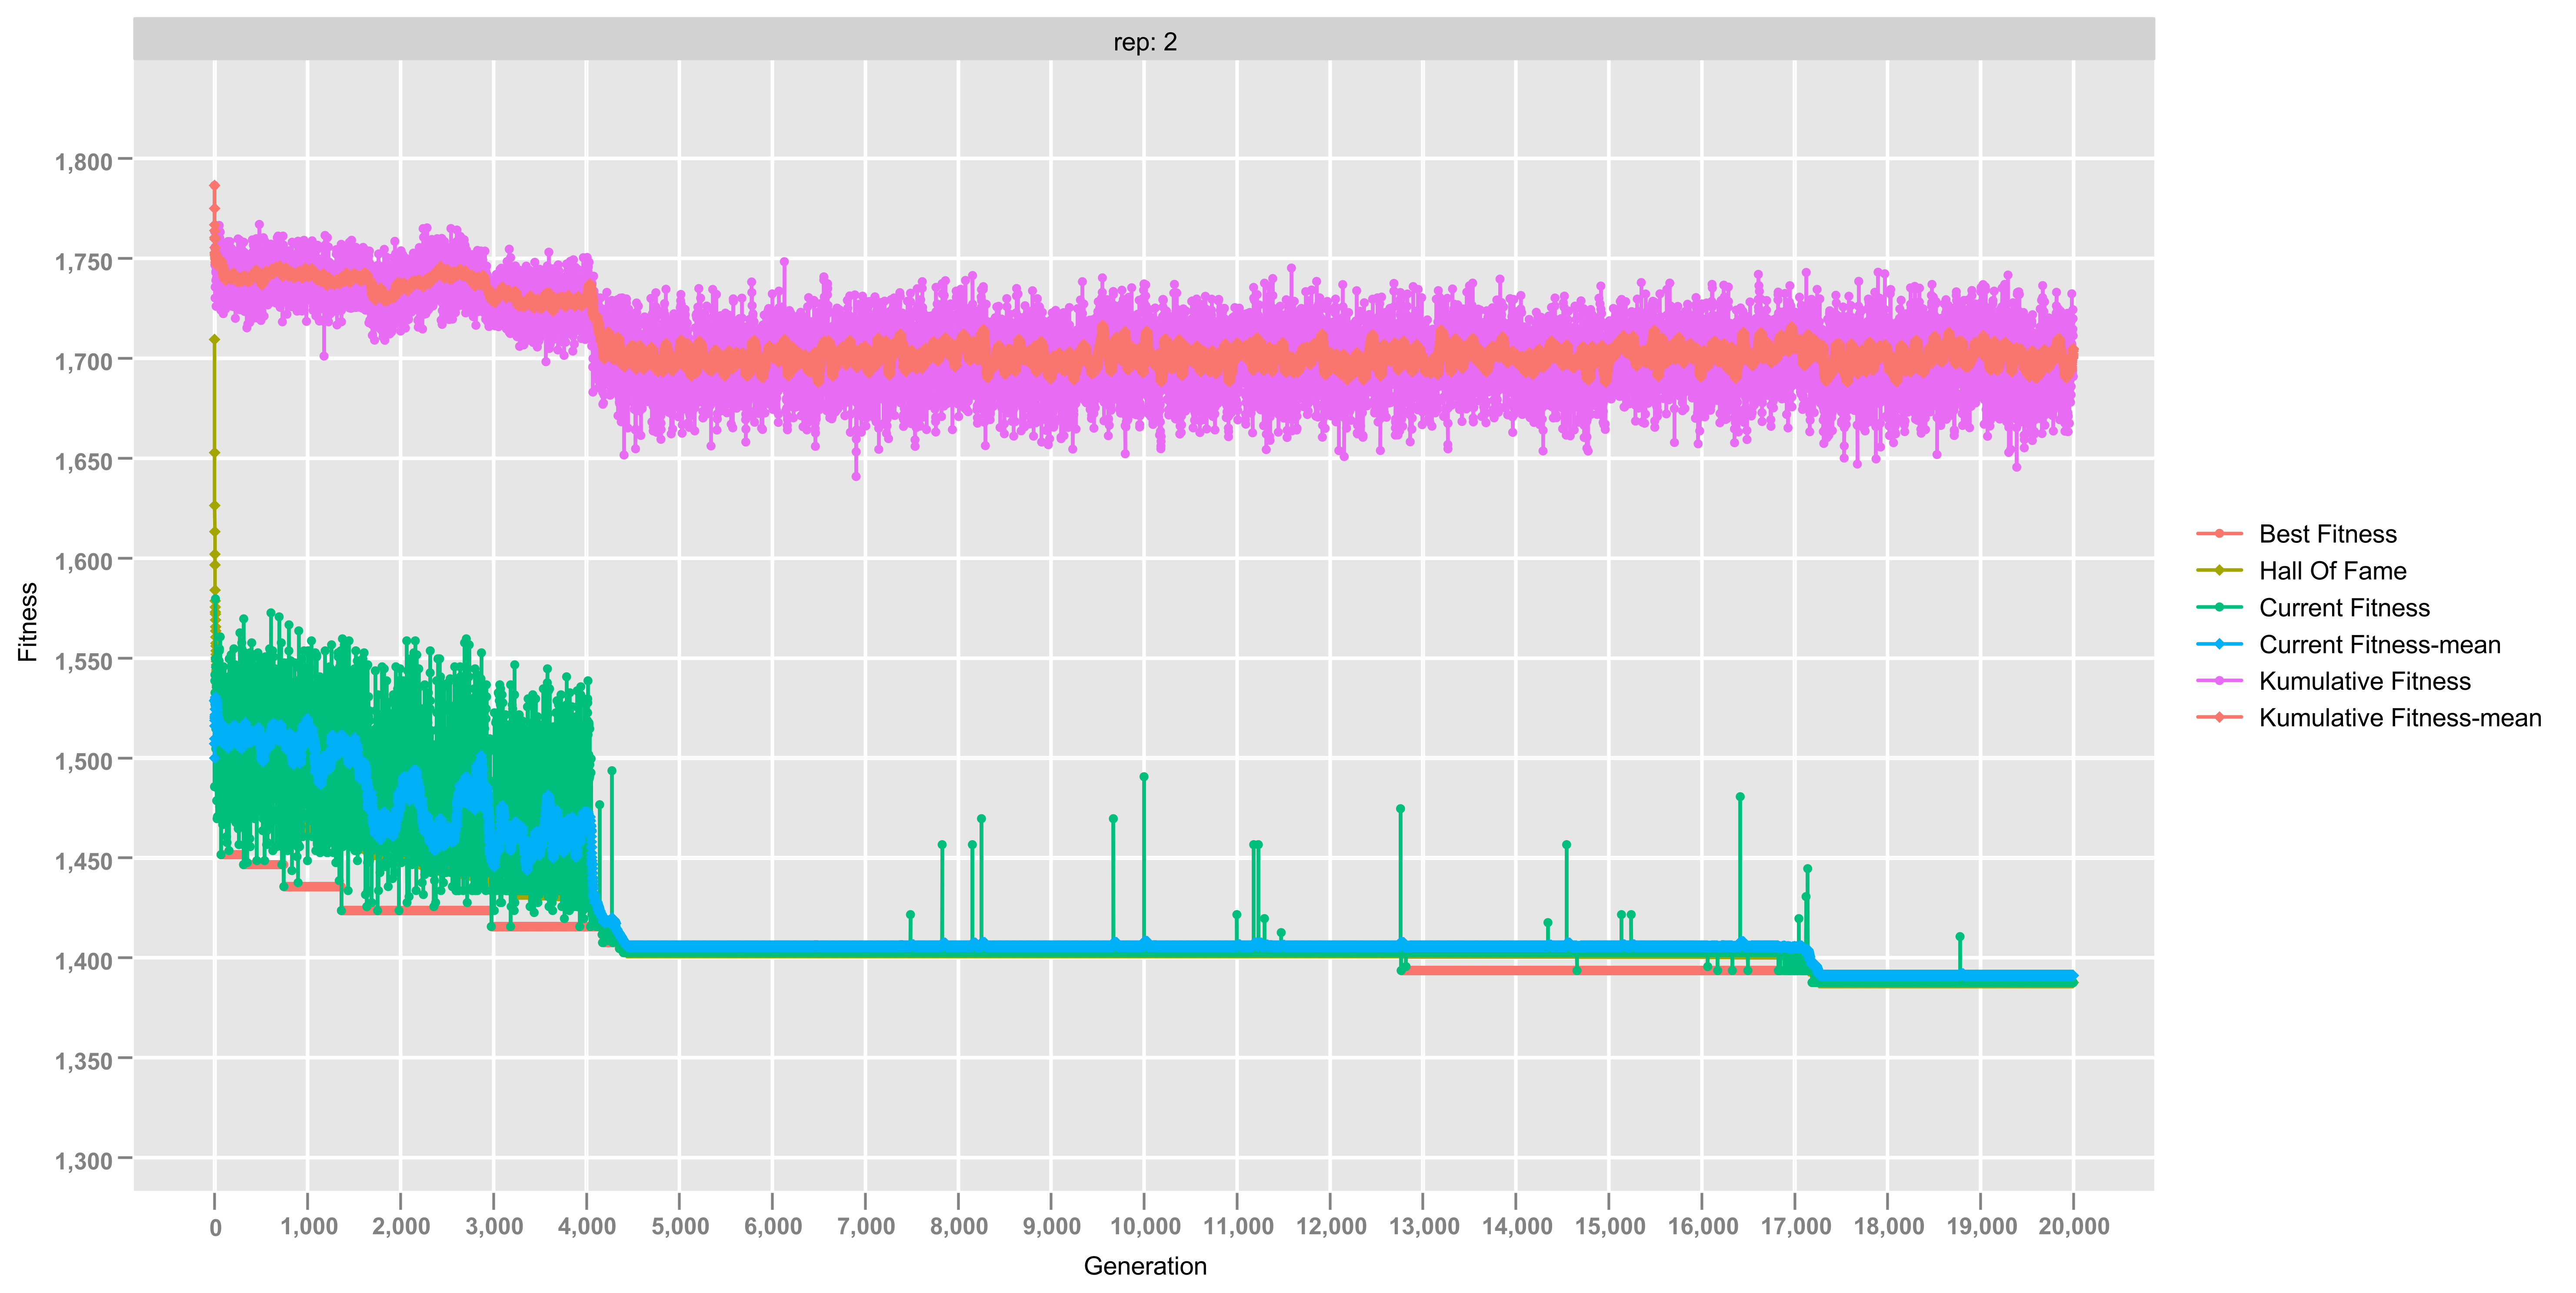 rep: 2
1,800
1,750
1,700
1,650
1,600
1,550
1,500
1,450
1,400
1,350
1,300
Fitness
0 1,000 2,000 3,000 4,000 5,000 6,000 7,000 8,000 9,000 10,000 11,000 12,000 13,000 14,000 15,000 16,000 17,000 18,000 19,000 20,000
Generation
Best Fitness
Hall Of Fame
Current Fitness
Current Fitness-mean
Kumulative Fitness
Kumulative Fitness-mean